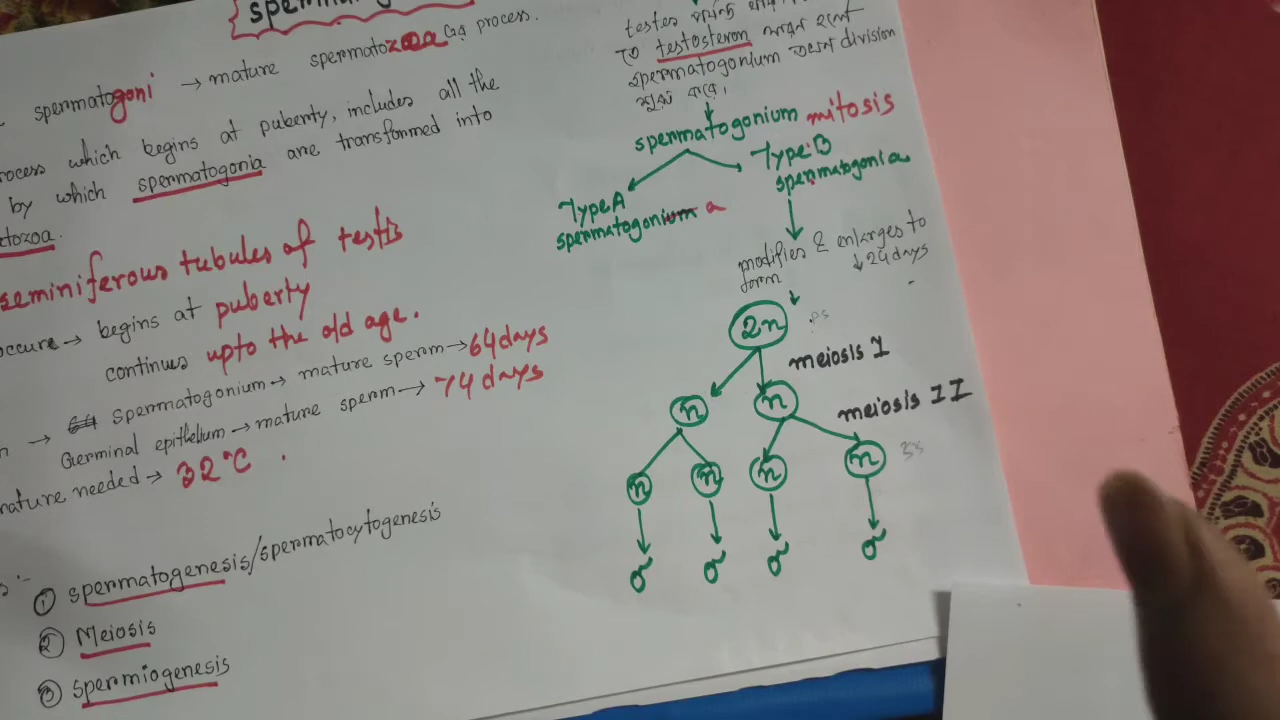 spermatogoni → mature spermatozoa এর process.
process which begins at puberty, includes all the
by which spermatogonia are transformed into
tozoa.
seminiferous tubules of testis
occure → begins at puberty
continues upto the old age.
→ spermatogonium → mature sperm → 64 days
Germinal epithelium → mature sperm → 74 days
nature needed → 32°C.
① spermatogenesis/spermatocytogenesis
② Meiosis
③ spermiogenesis
testes
তো testosteron
spermatogonium division
শুরু করে।
spermatogonium mitosis
Type A
spermatogonium a
Type:B
spermatogonia
modifies & enlarges to
form ↓ 24 days
2n
meiosis I
n n
meiosis II
n n n n